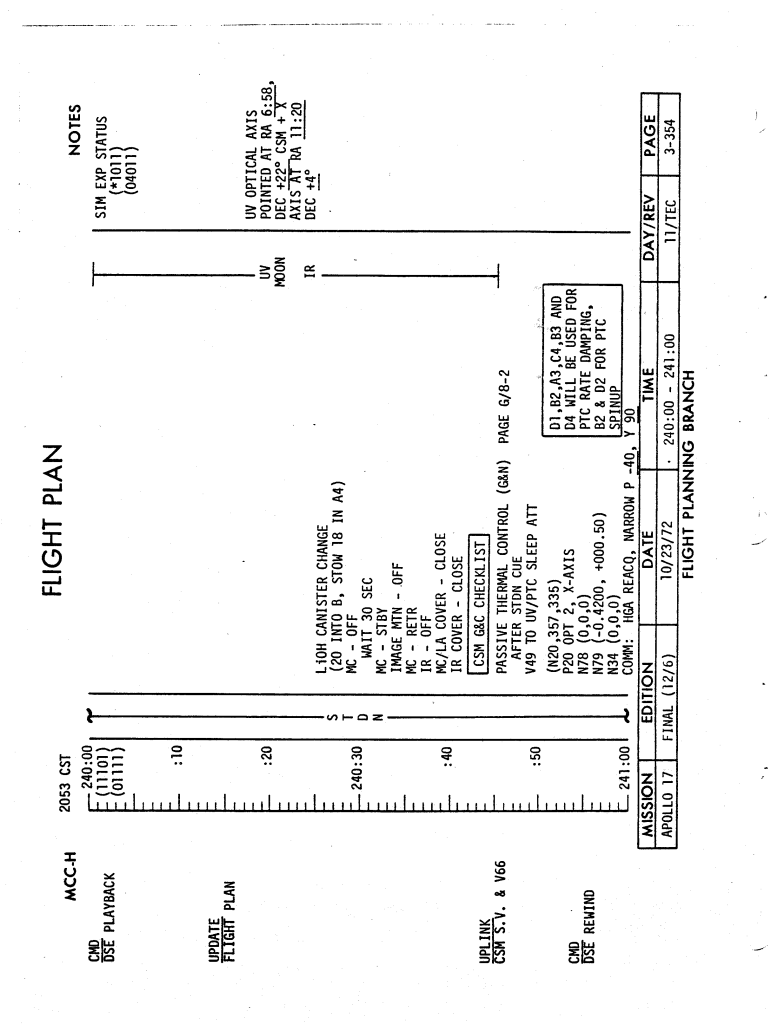 FLIGHT PLAN
MCC-H
2053 CST
NOTES
CMD
DSE PLAYBACK
UPDATE
FLIGHT PLAN
UPLINK
CSM S.V. & V66
CMD
DSE REWIND
240:00
(11101)
(01111)
:10
:20
240:30
:40
:50
241:00
S
T
D
N
LiOH CANISTER CHANGE
(20 INTO B, STOW 18 IN A4)
MC - OFF
WAIT 30 SEC
MC - STBY
IMAGE MTN - OFF
MC - RETR
IR - OFF
MC/LA COVER - CLOSE
IR COVER - CLOSE
CSM G&C CHECKLIST
PASSIVE THERMAL CONTROL (G&N) PAGE G/8-2
AFTER STDN CUE
V49 TO UV/PTC SLEEP ATT
(N20,357,335)
P20 OPT 2, X-AXIS
N78 (0,0,0)
N79 (-0.4200, +000.50)
N34 (0,0,0)
COMM: HGA REACQ, NARROW P -40, Y 90
D1,B2,A3,C4,B3 AND
D4 WILL BE USED FOR
PTC RATE DAMPING,
B2 & D2 FOR PTC
SPINUP
UV
MOON
IR
SIM EXP STATUS
(*1011)
(04011)
UV OPTICAL AXIS
POINTED AT RA 6:58,
DEC +22° CSM + X
AXIS AT RA 11:20
DEC +4°
MISSION EDITION DATE TIME DAY/REV PAGE
APOLLO 17 FINAL (12/6) 10/23/72 240:00 - 241:00 11/TEC 3-354
FLIGHT PLANNING BRANCH